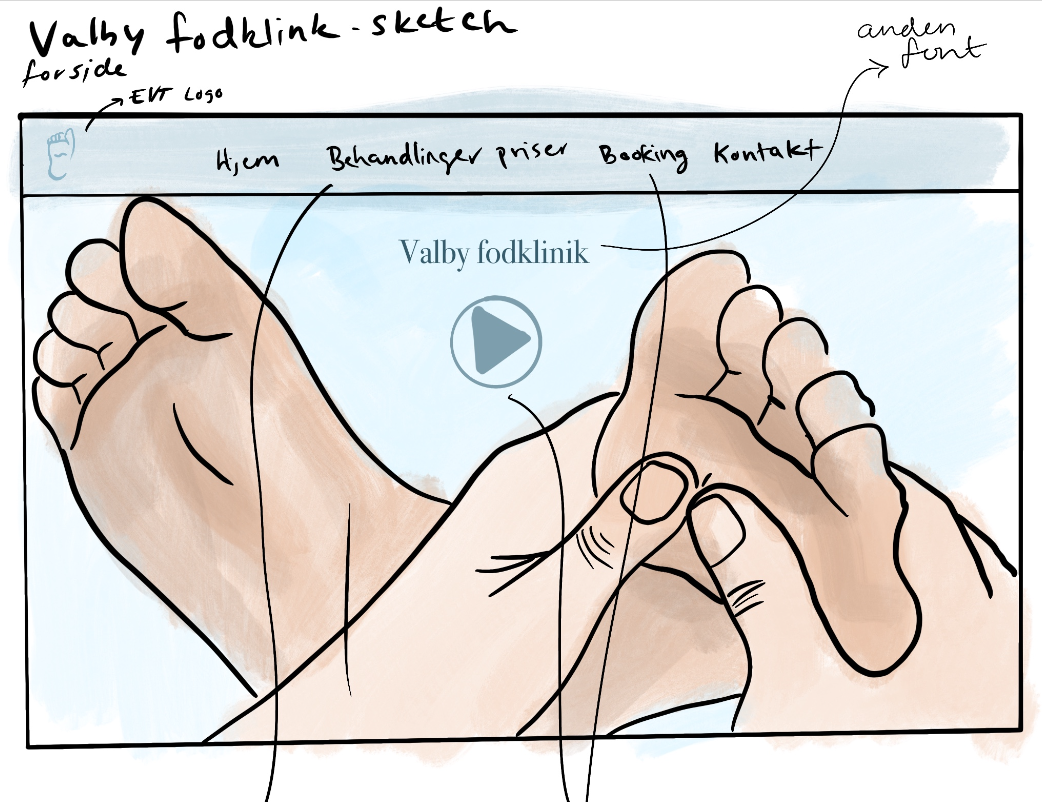 Valby fodklink - sketch
forside
EVT Logo
anden
font
Hjem Behandlinger priser Booking Kontakt
Valby fodklinik